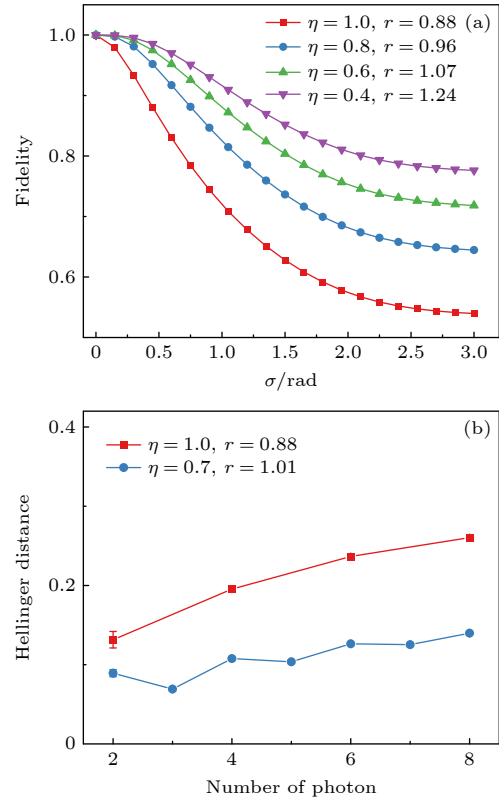 (a)
η = 1.0, r = 0.88
η = 0.8, r = 0.96
η = 0.6, r = 1.07
η = 0.4, r = 1.24
Fidelity
1.0
0.8
0.6
0 0.5 1.0 1.5 2.0 2.5 3.0
σ/rad
(b)
η = 1.0, r = 0.88
η = 0.7, r = 1.01
Hellinger distance
0.4
0.2
0
2 4 6 8
Number of photon